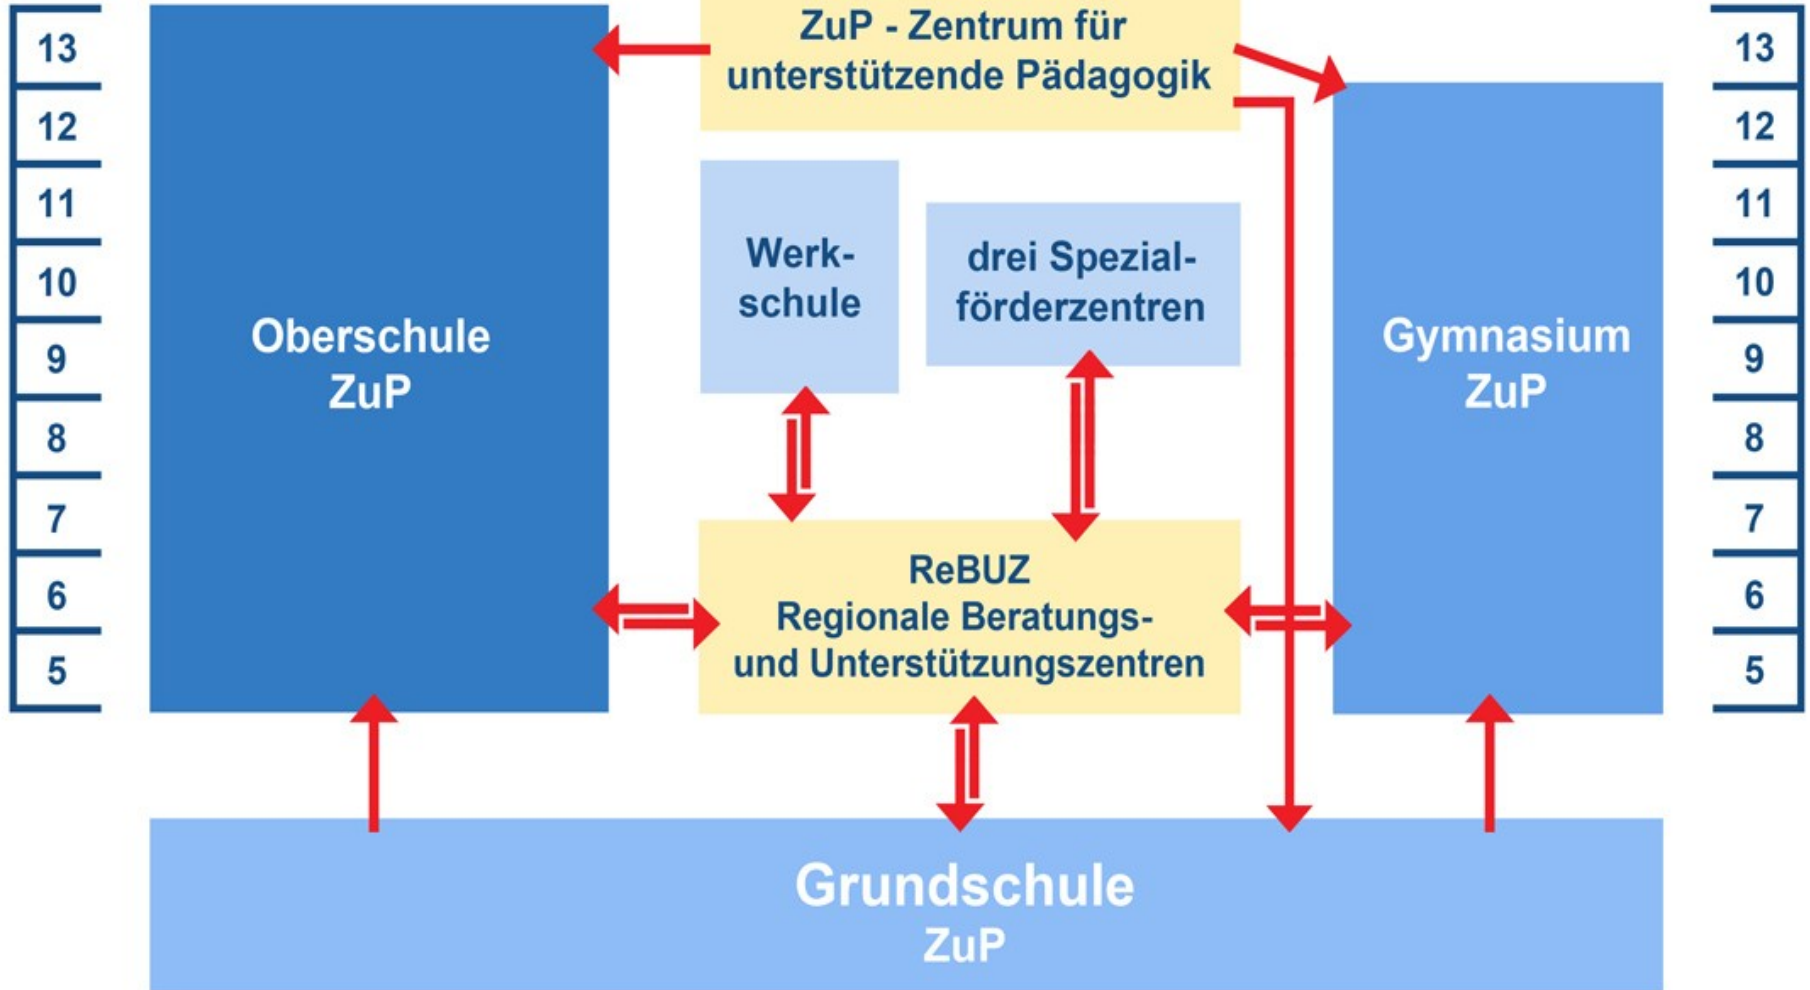 13
12
11
10
9
8
7
6
5
Oberschule
ZuP
ZuP - Zentrum für
unterstützende Pädagogik
Werk-
schule
drei Spezial-
förderzentren
ReBUZ
Regionale Beratungs-
und Unterstützungszentren
Gymnasium
ZuP
13
12
11
10
9
8
7
6
5
Grundschule
ZuP